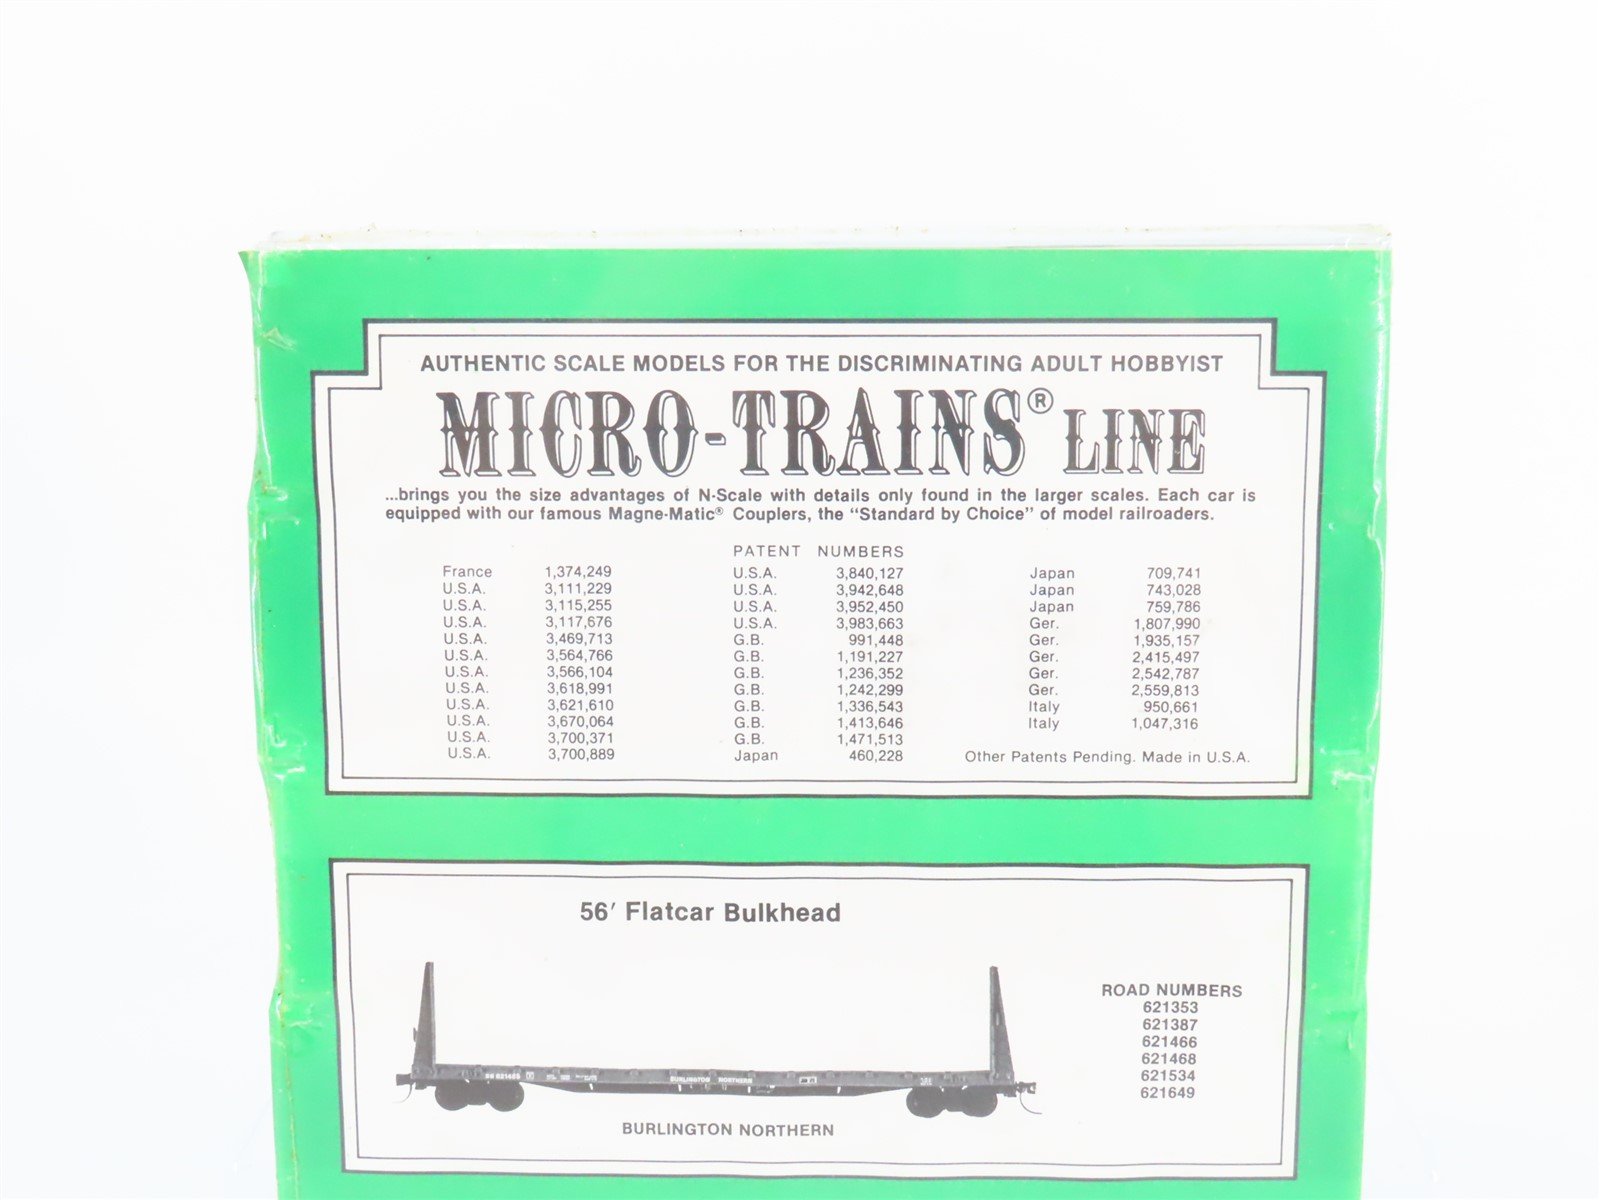 AUTHENTIC SCALE MODELS FOR THE DISCRIMINATING ADULT HOBBYIST
MICRO-TRAINS® LINE
...brings you the size advantages of N-Scale with details only found in the larger scales. Each car is
equipped with our famous Magne-Matic® Couplers, the "Standard by Choice" of model railroaders.
PATENT NUMBERS
France 1,374,249
U.S.A. 3,111,229
U.S.A. 3,115,255
U.S.A. 3,117,676
U.S.A. 3,469,713
U.S.A. 3,564,766
U.S.A. 3,566,104
U.S.A. 3,618,991
U.S.A. 3,621,610
U.S.A. 3,670,064
U.S.A. 3,700,371
U.S.A. 3,700,889
U.S.A. 3,840,127
U.S.A. 3,942,648
U.S.A. 3,952,450
U.S.A. 3,983,663
G.B. 991,448
G.B. 1,191,227
G.B. 1,236,352
G.B. 1,242,299
G.B. 1,336,543
G.B. 1,413,646
G.B. 1,471,513
Japan 460,228
Japan 709,741
Japan 743,028
Japan 759,786
Ger. 1,807,990
Ger. 1,935,157
Ger. 2,415,497
Ger. 2,542,787
Ger. 2,559,813
Italy 950,661
Italy 1,047,316
Other Patents Pending. Made in U.S.A.
56' Flatcar Bulkhead
BURLINGTON NORTHERN
BURLINGTON NORTHERN
ROAD NUMBERS
621353
621387
621466
621468
621534
621649